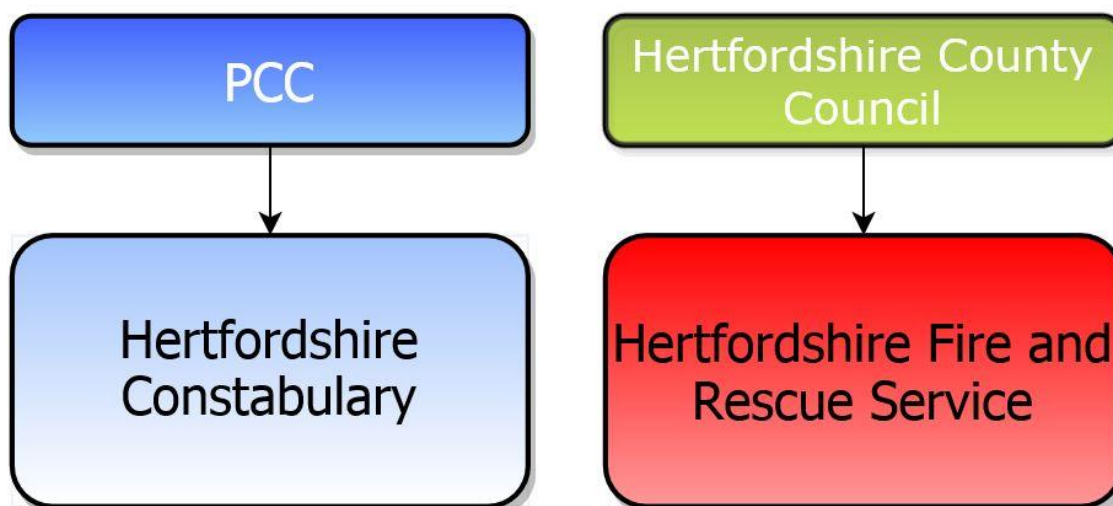 PCC
Hertfordshire County
Council
Hertfordshire
Constabulary
Hertfordshire Fire and
Rescue Service